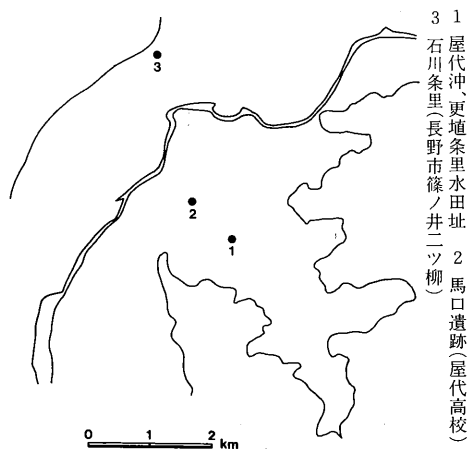 1 屋代沖、更埴条里水田址 2 馬口遺跡(屋代高校)
3 石川条里(長野市篠ノ井二ツ柳)
3
2
1
0 1 2
km